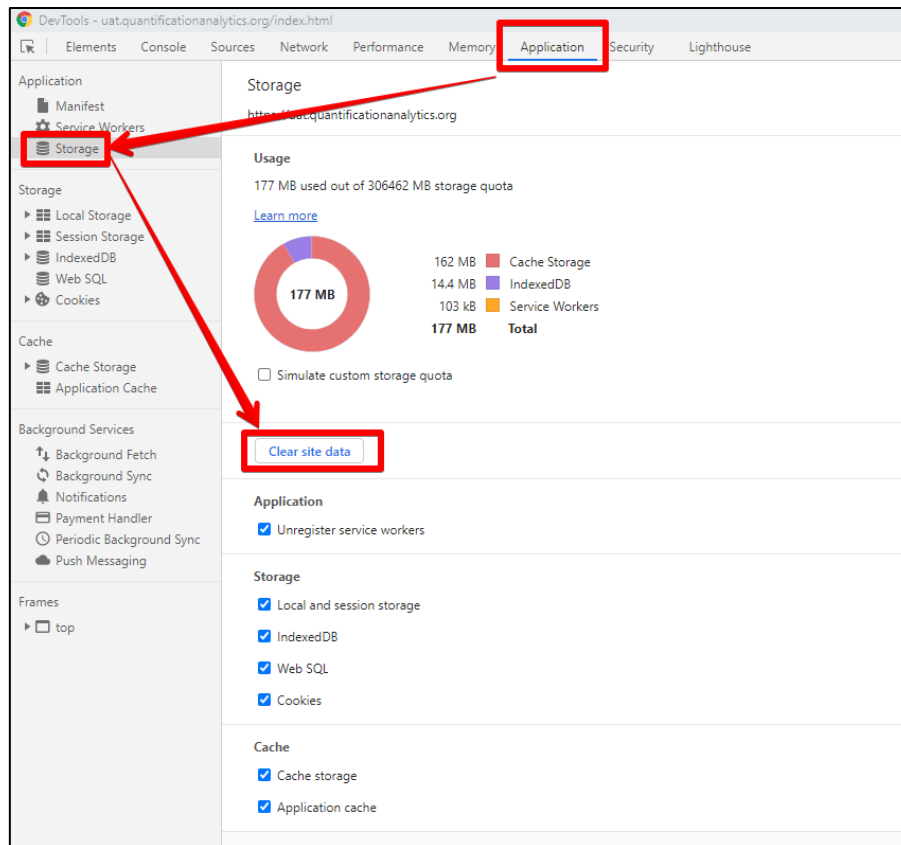 DevTools - uat.quantificationanalytics.org/index.html
Elements Console Sources Network Performance Memory Application Security Lighthouse
Application
Manifest
Service Workers
Storage
Storage
Local Storage
Session Storage
IndexedDB
Web SQL
Cookies
Cache
Cache Storage
Application Cache
Background Services
Background Fetch
Background Sync
Notifications
Payment Handler
Periodic Background Sync
Push Messaging
Frames
top
Storage
https://uat.quantificationanalytics.org
Usage
177 MB used out of 306462 MB storage quota
Learn more
177 MB
162 MB Cache Storage
14.4 MB IndexedDB
103 kB Service Workers
177 MB Total
Simulate custom storage quota
Clear site data
Application
Unregister service workers
Storage
Local and session storage
IndexedDB
Web SQL
Cookies
Cache
Cache storage
Application cache